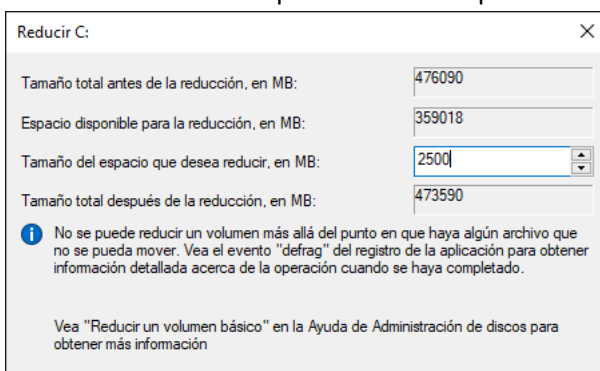 Reducir C:
Tamaño total antes de la reducción, en MB: 476090
Espacio disponible para la reducción, en MB: 359018
Tamaño del espacio que desea reducir, en MB: 2500
Tamaño total después de la reducción, en MB: 473590
No se puede reducir un volumen más allá del punto en que haya algún archivo que
no se pueda mover. Vea el evento "defrag" del registro de la aplicación para obtener
información detallada acerca de la operación cuando se haya completado.
Vea "Reducir un volumen básico" en la Ayuda de Administración de discos para
obtener más información